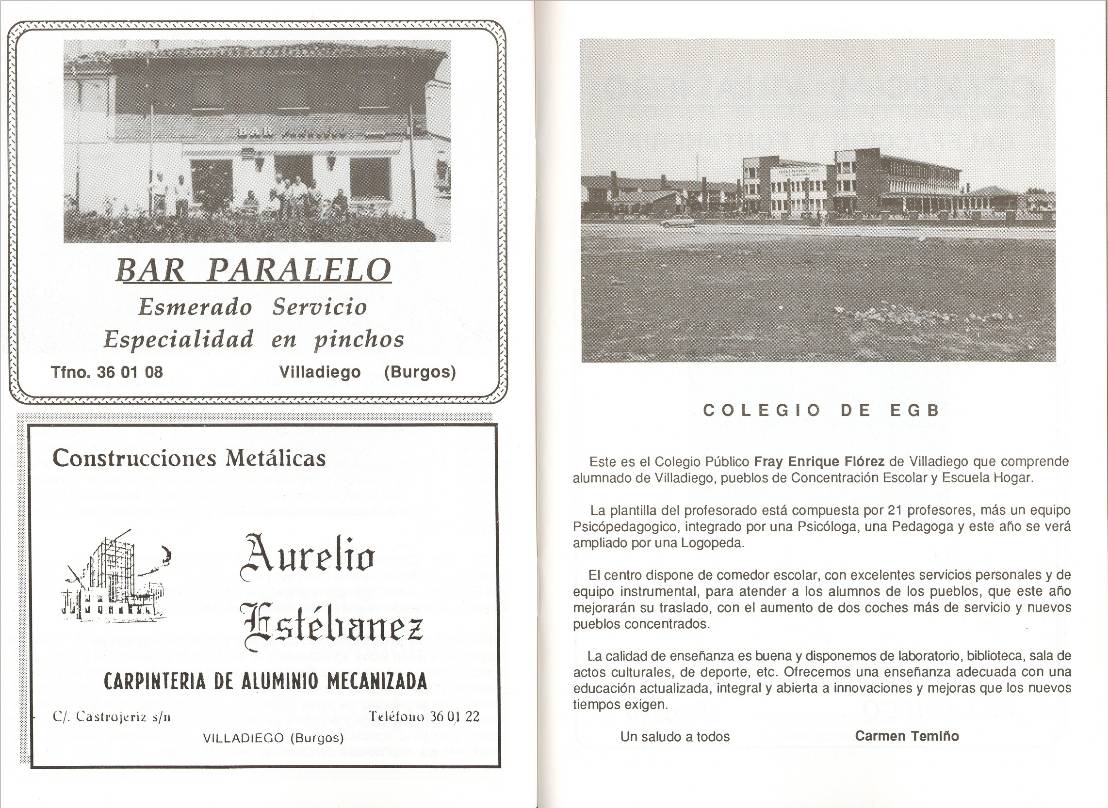 BAR PARALELO
BAR PARALELO
Esmerado Servicio
Especialidad en pinchos
Tfno. 36 01 08 Villadiego (Burgos)
Construcciones Metálicas
Aurelio
Estébanez
CARPINTERIA DE ALUMINIO MECANIZADA
C/. Castrojeriz s/n Teléfono 36 01 22
VILLADIEGO (Burgos)
COLEGIO DE EGB
Este es el Colegio Público Fray Enrique Flórez de Villadiego que comprende
alumnado de Villadiego, pueblos de Concentración Escolar y Escuela Hogar.
La plantilla del profesorado está compuesta por 21 profesores, más un equipo
Psicópedagogico, integrado por una Psicóloga, una Pedagoga y este año se verá
ampliado por una Logopeda.
El centro dispone de comedor escolar, con excelentes servicios personales y de
equipo instrumental, para atender a los alumnos de los pueblos, que este año
mejorarán su traslado, con el aumento de dos coches más de servicio y nuevos
pueblos concentrados.
La calidad de enseñanza es buena y disponemos de laboratorio, biblioteca, sala de
actos culturales, de deporte, etc. Ofrecemos una enseñanza adecuada con una
educación actualizada, integral y abierta a innovaciones y mejoras que los nuevos
tiempos exigen.
Un saludo a todos Carmen Temiño